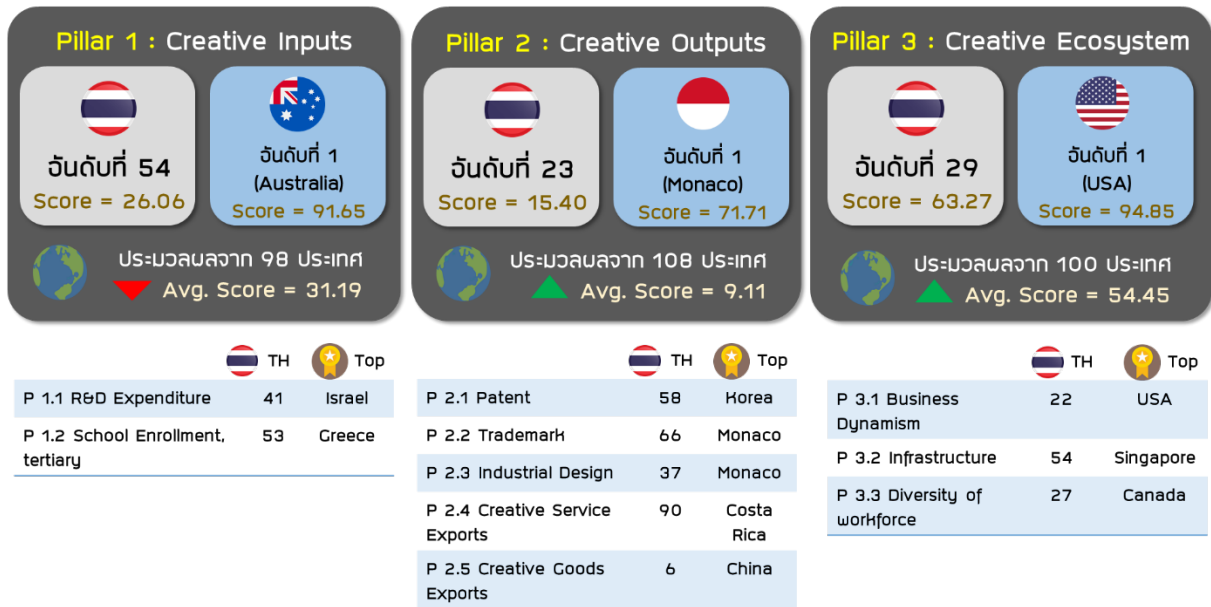 Pillar 1 : Creative Inputs
อันดับที่ 54
Score = 26.06
อันดับที่ 1
(Australia)
Score = 91.65
ประมวลผลจาก 98 ประเทศ
Avg. Score = 31.19
TH Top
P 1.1 R&D Expenditure 41 Israel
P 1.2 School Enrollment, 53 Greece
tertiary
Pillar 2 : Creative Outputs
อันดับที่ 23
Score = 15.40
อันดับที่ 1
(Monaco)
Score = 71.71
ประมวลผลจาก 108 ประเทศ
Avg. Score = 9.11
TH Top
P 2.1 Patent 58 Korea
P 2.2 Trademark 66 Monaco
P 2.3 Industrial Design 37 Monaco
P 2.4 Creative Service 90 Costa
Exports Rica
P 2.5 Creative Goods 6 China
Exports
Pillar 3 : Creative Ecosystem
อันดับที่ 29
Score = 63.27
อันดับที่ 1
(USA)
Score = 94.85
ประมวลผลจาก 100 ประเทศ
Avg. Score = 54.45
TH Top
P 3.1 Business 22 USA
Dynamism
P 3.2 Infrastructure 54 Singapore
P 3.3 Diversity of 27 Canada
workforce